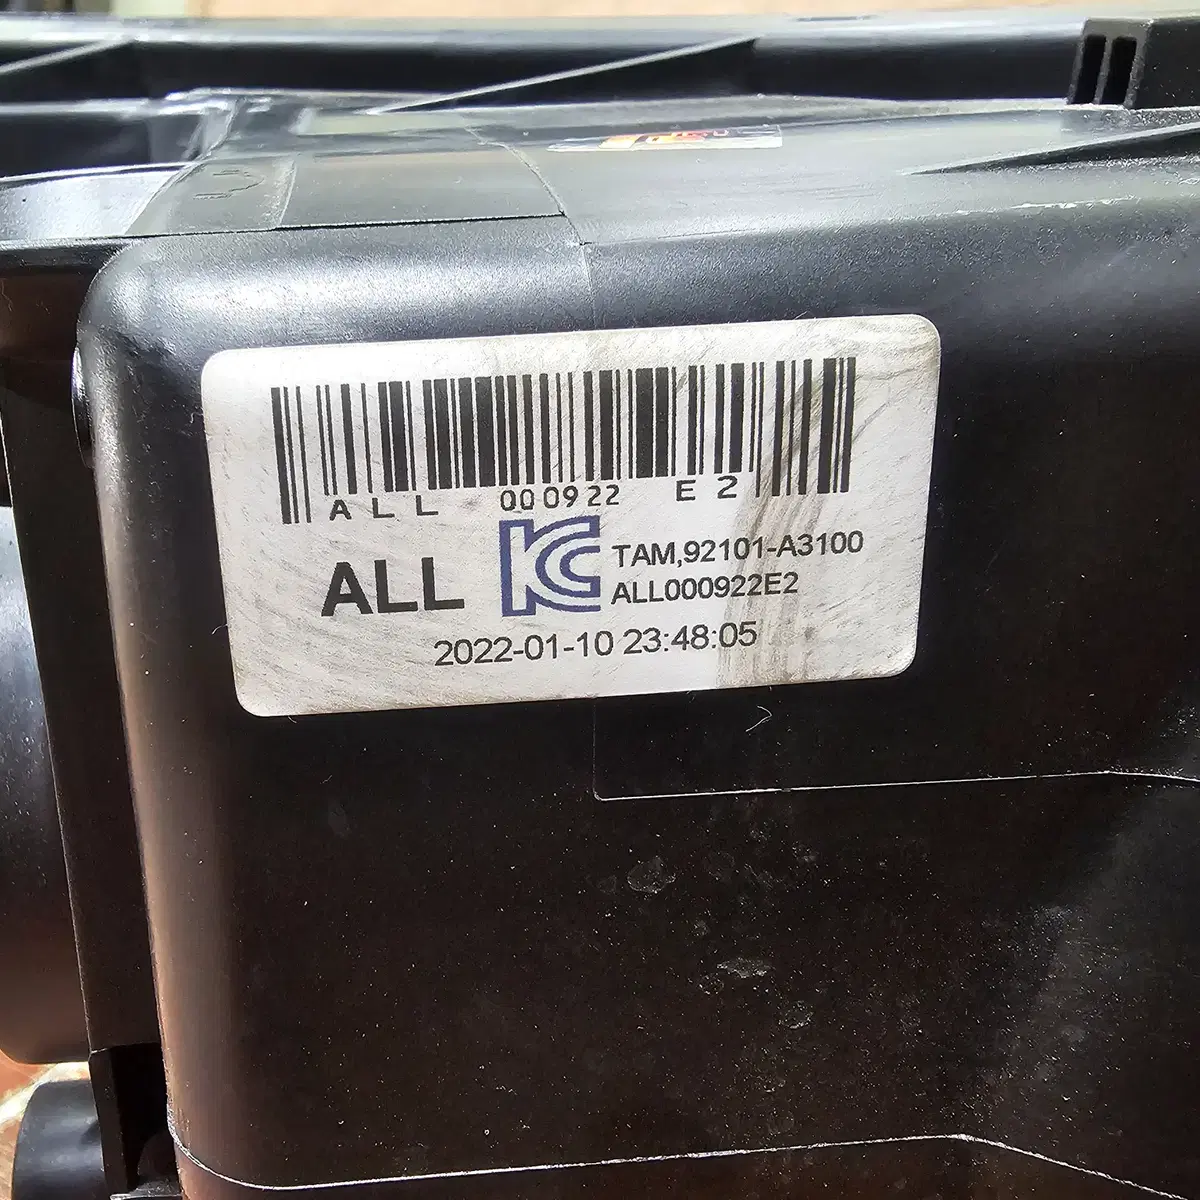 ALL 000922 E2
ALL
KC
TAM,92101-A3100
ALL000922E2
2022-01-10 23:48:05